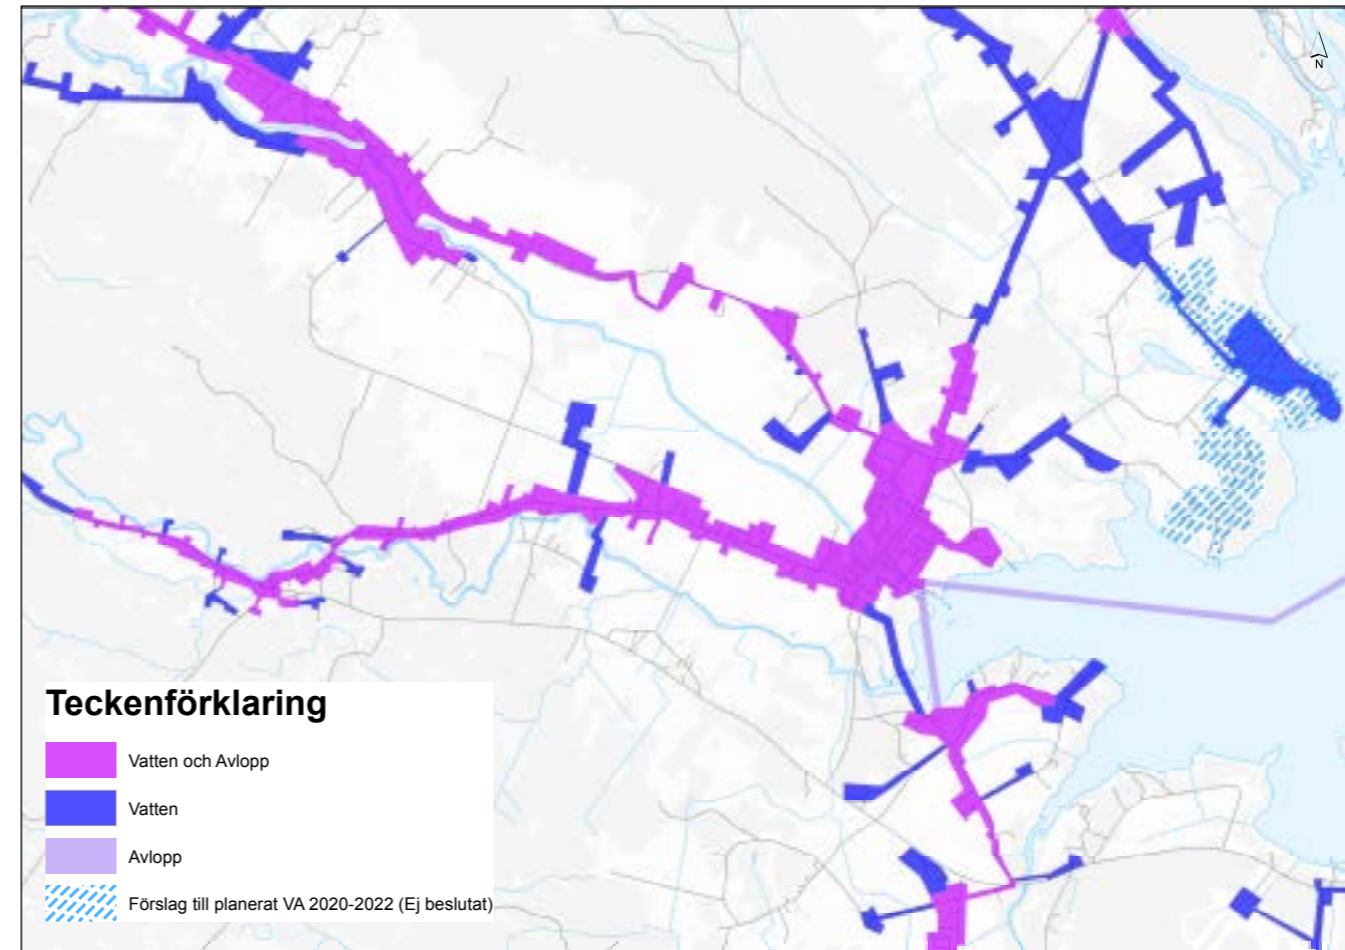 N
Teckenförklaring
Vatten och Avlopp
Vatten
Avlopp
Förslag till planerat VA 2020-2022 (Ej beslutat)